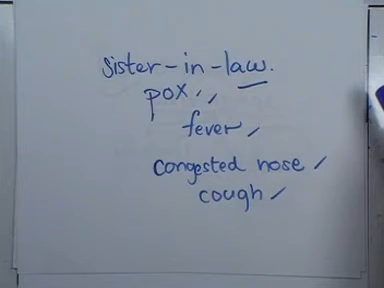 sister-in-law.
pox
fever
congested nose
cough